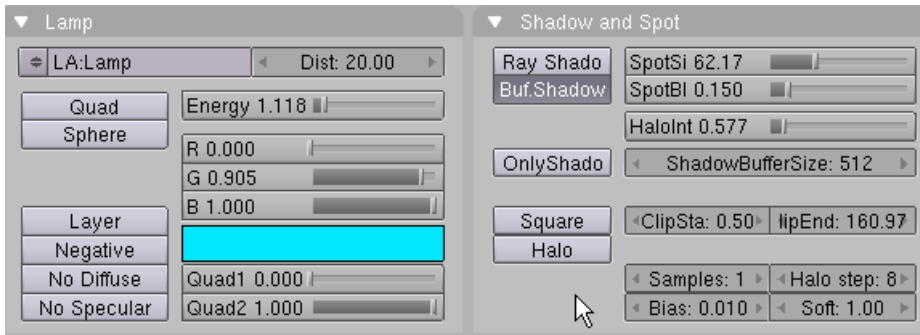 Lamp
LA:Lamp
Dist: 20.00
Quad
Sphere
Energy 1.118
R 0.000
G 0.905
B 1.000
Layer
Negative
No Diffuse
No Specular
Quad1 0.000
Quad2 1.000
Shadow and Spot
Ray Shado
Buf.Shadow
SpotSi 62.17
SpotBl 0.150
HaloInt 0.577
OnlyShado
ShadowBufferSize: 512
Square
Halo
ClipSta: 0.50
lipEnd: 160.97
Samples: 1
Halo step: 8
Bias: 0.010
Soft: 1.00